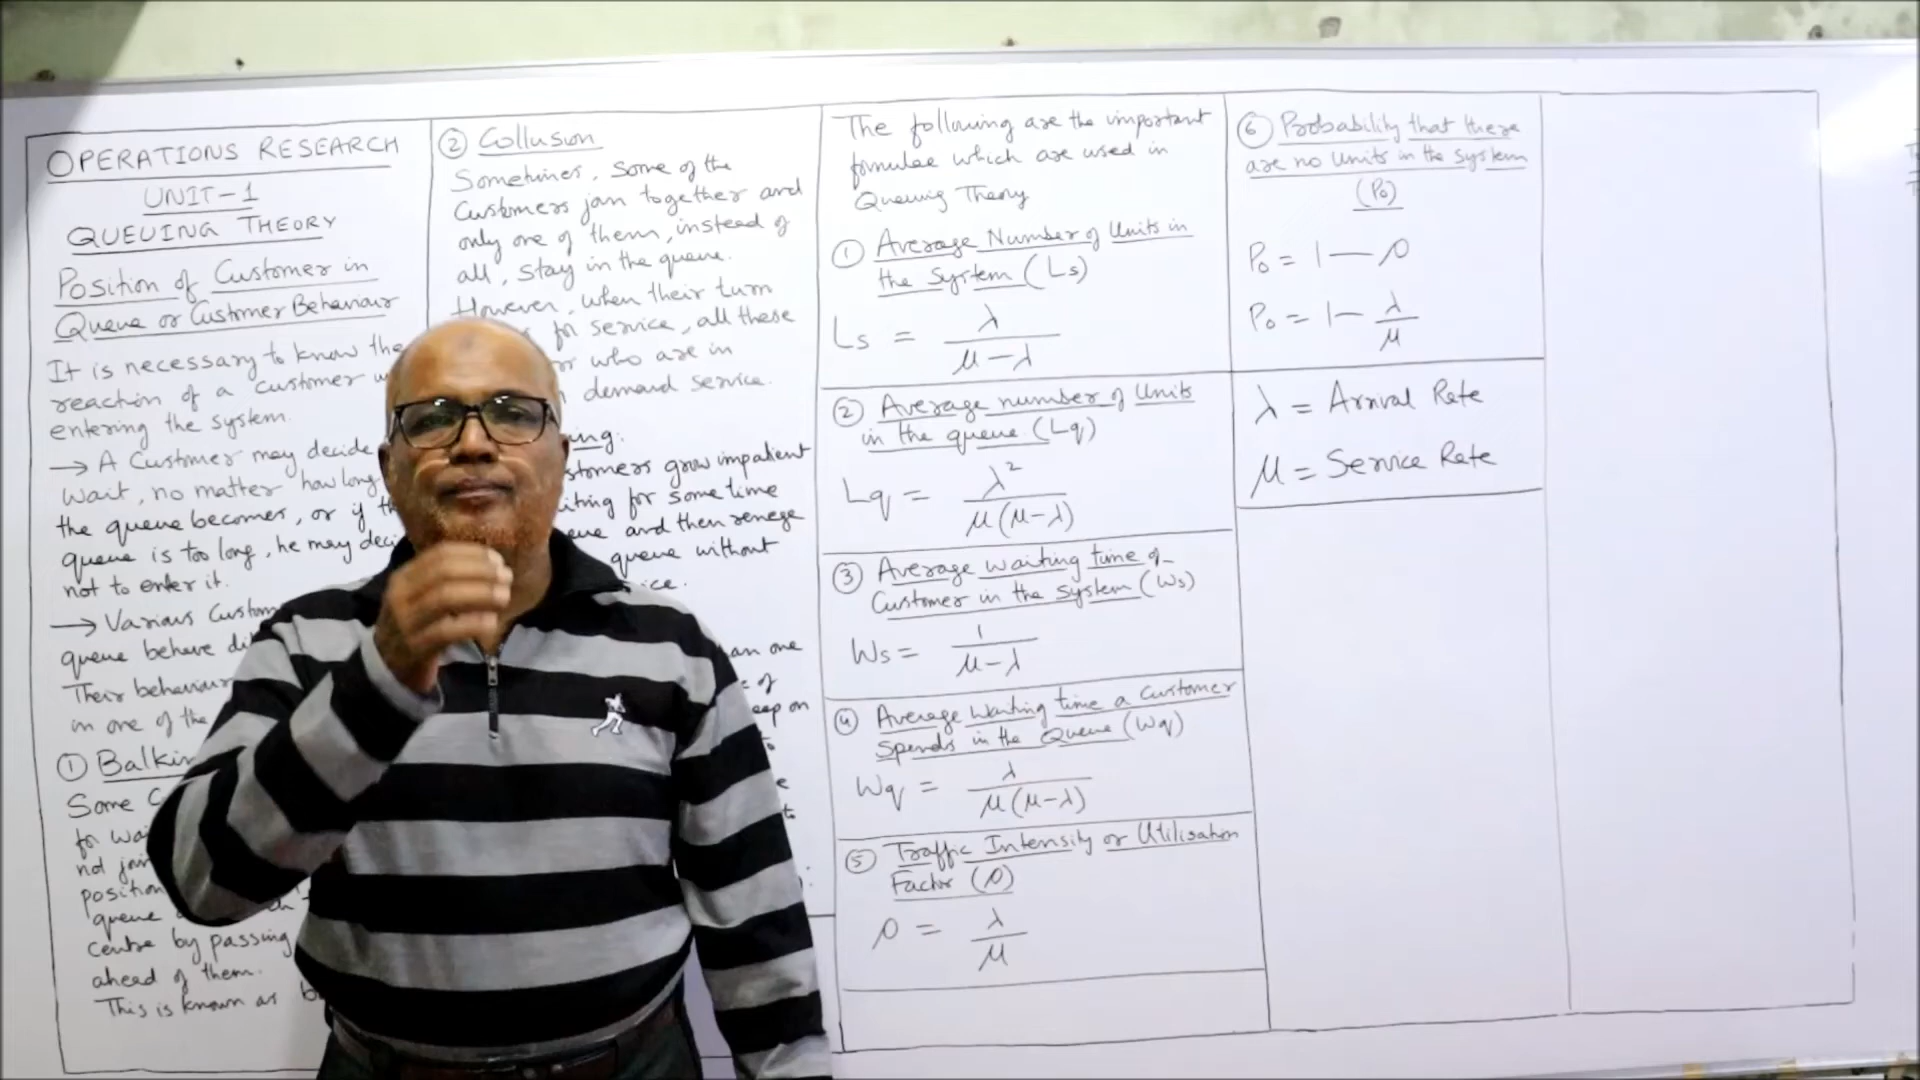 OPERATIONS RESEARCH
UNIT-1
QUEUING THEORY
Position of Customer in
Queue or Customer Behaviour
It is necessary to know the
reaction of a customer
entering the system.
→ A Customer may decide
wait, no matter how long
the queue becomes, or if
queue is too long, he may
not to enter it.
→ Various
queue behave
Their behaviour
in one of the
① Balking
Some
for
not join
position
queue
centre by passing
ahead of them.
This is known as
② Collusion
Sometimes, Some of the
Customers join together and
only one of them, instead of
all, stay in the queue.
However, when their turn
for service, all these
who are in
demand service.
customers grow impatient
waiting for some time
and then renege
queue without
than one
of
keep on
to
The following are the important
formulae which are used in
Queuing Theory
① Average Number of Units in
the System (Ls)
Ls = λ / μ-λ
② Average number of Units
in the queue (Lq)
Lq = λ² / μ(μ-λ)
③ Average waiting time of
Customer in the System (Ws)
Ws = 1 / μ-λ
④ Average Waiting time a Customer
Spends in the Queue (Wq)
Wq = λ / μ(μ-λ)
⑤ Traffic Intensity or Utilisation
Factor (ρ)
ρ = λ / μ
⑥ Probability that there
are no Units in the System
(Po)
Po = 1 - ρ
Po = 1 - λ / μ
λ = Arrival Rate
μ = Service Rate